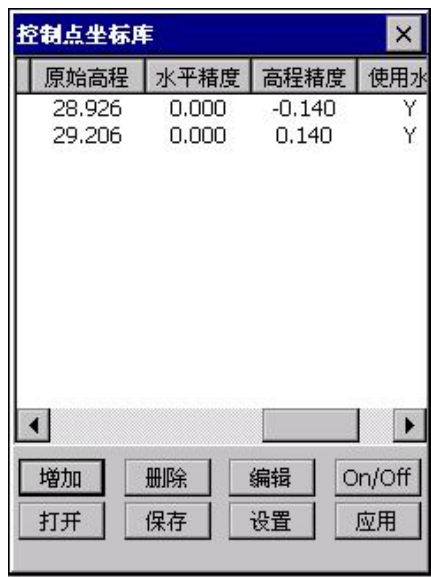 控制点坐标库
原始高程 水平精度 高程精度 使用水
28.926 0.000 -0.140 Y
29.206 0.000 0.140 Y
增加 删除 编辑 On/Off
打开 保存 设置 应用